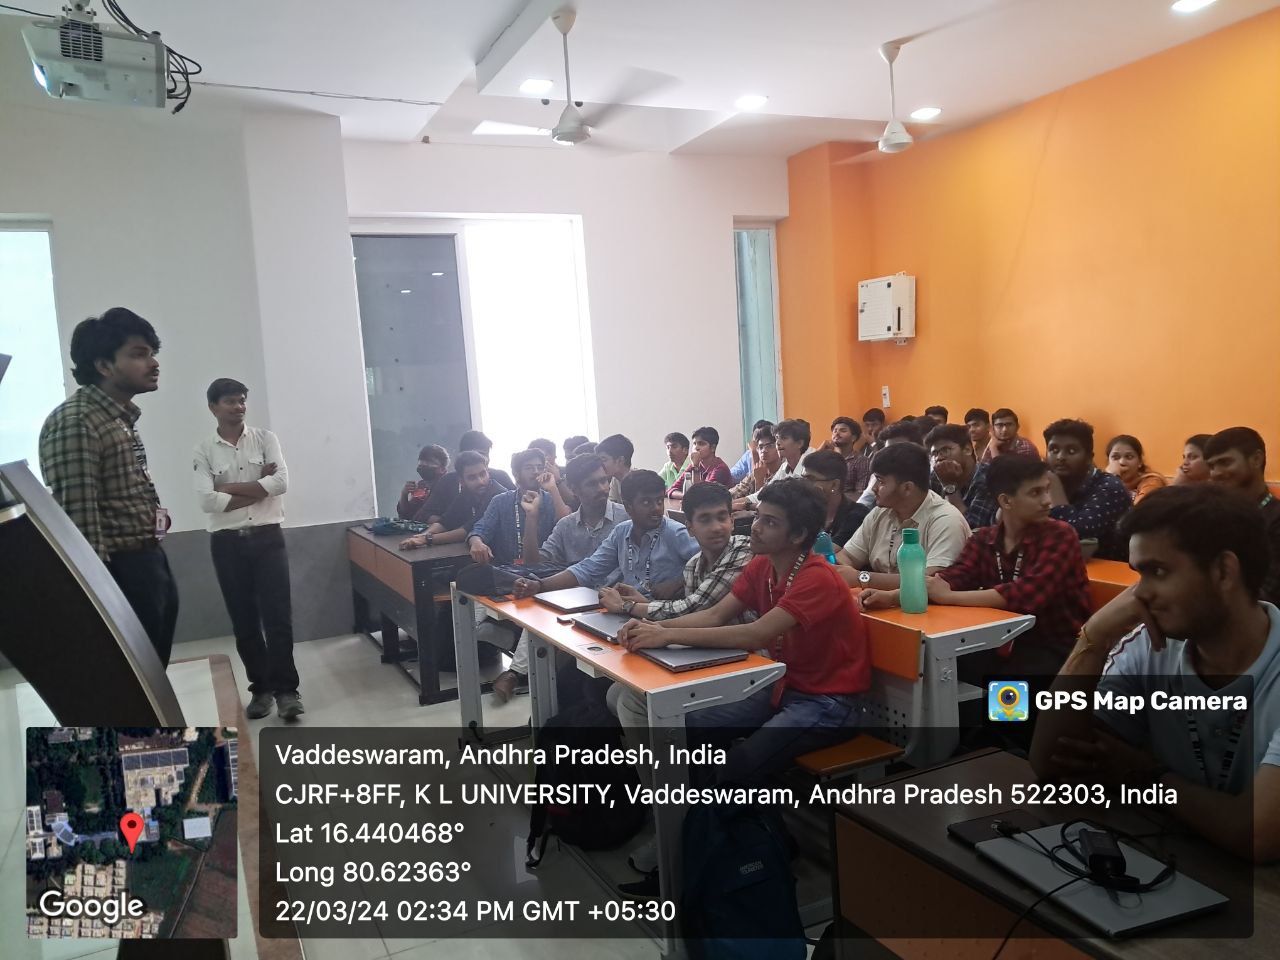 GPS Map Camera
Vaddeswaram, Andhra Pradesh, India
CJRF+8FF, K L UNIVERSITY, Vaddeswaram, Andhra Pradesh 522303, India
Lat 16.440468°
Long 80.62363°
22/03/24 02:34 PM GMT +05:30
Google